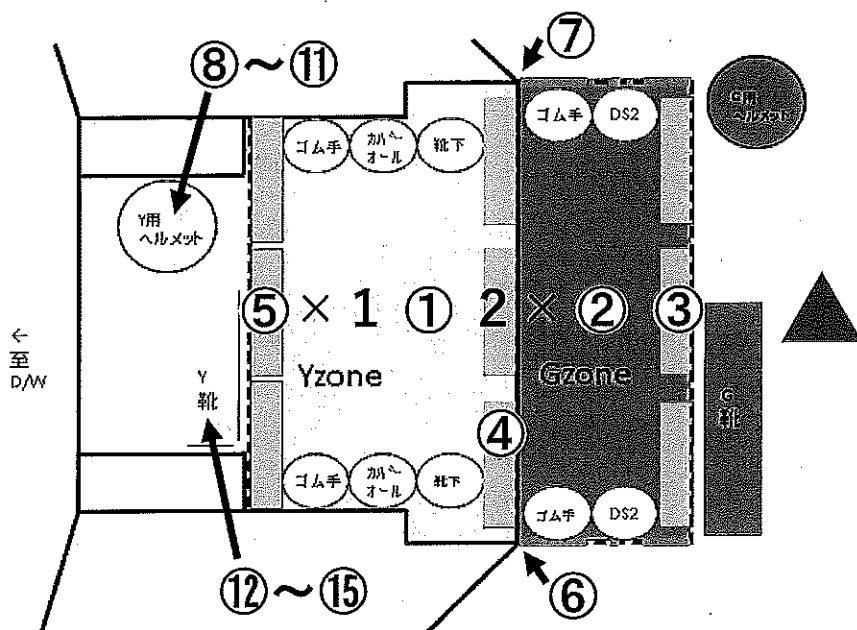 ⑦
⑧～⑪
ゴム手
カバー
オール
靴下
ゴム手
DS2
G用
ヘルメット
Y用
ヘルメット
⑤ × 1 ① 2 × ② ③
←
至
D/W
Yzone
Gzone
Y
靴
G
靴
④
ゴム手
カバー
オール
靴下
ゴム手
DS2
⑫～⑮
⑥